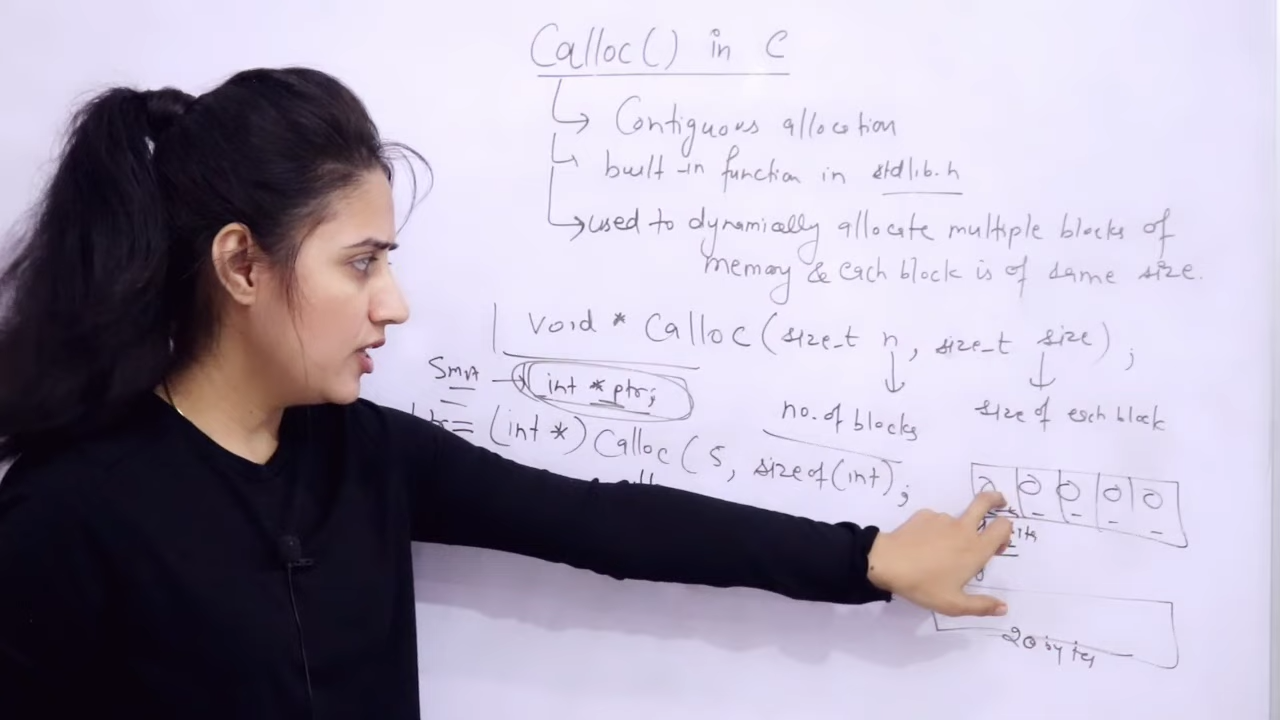 Calloc() in C
Contiguous allocation
built-in function in stdlib.h
used to dynamically allocate multiple blocks of
memory & each block is of same size.
Void * Calloc (size_t n, size_t size) ;
SMA int * ptr;
no. of blocks
size of each block
= (int *) Calloc ( 5, sizeof(int) ;
0 0 0 0
20 bytes